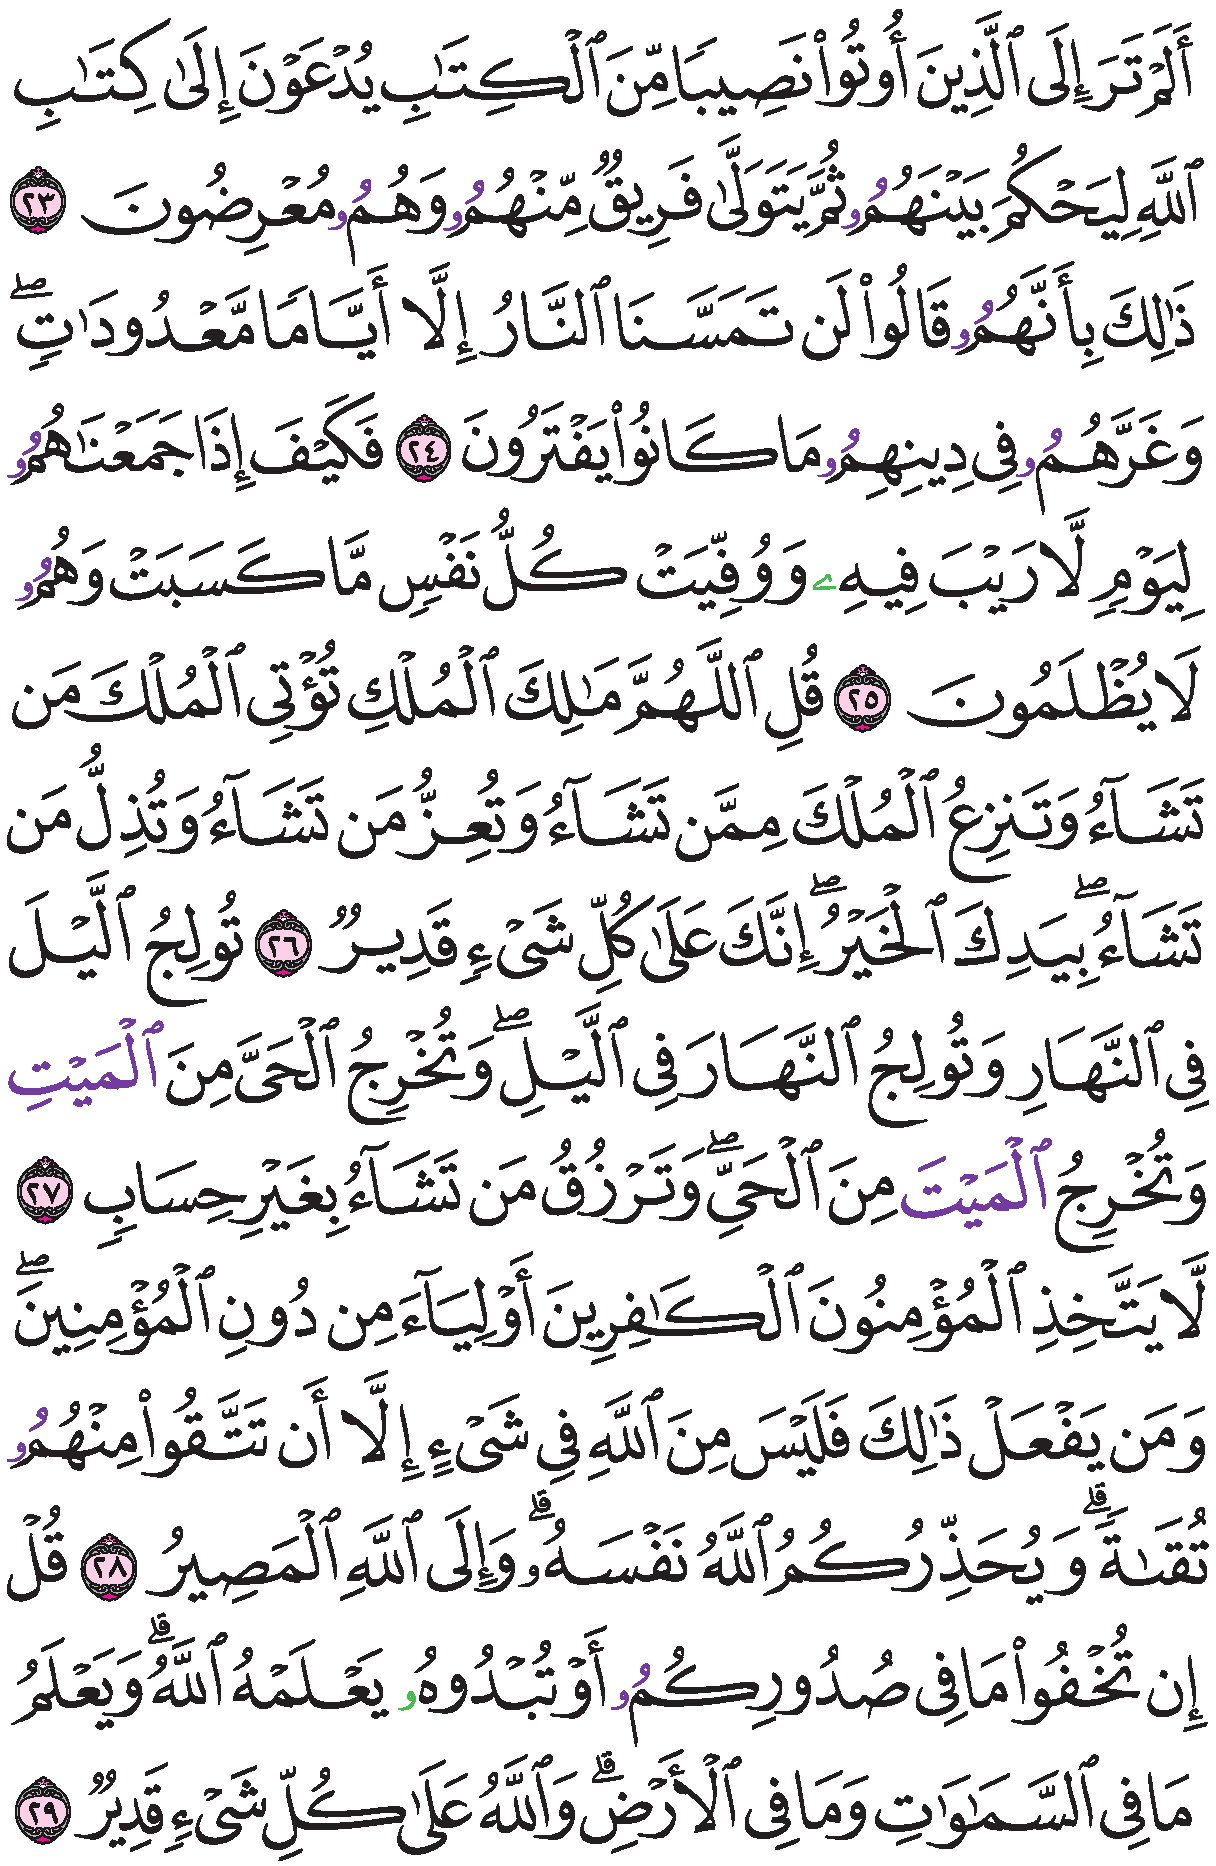 أَلَمۡ تَرَ إِلَى ٱلَّذِينَ أُوتُواْ نَصِيبٗا مِّنَ ٱلۡكِتَٰبِ يُدۡعَوۡنَ إِلَىٰ كِتَٰبِ
ٱللَّهِ لِيَحۡكُمَ بَيۡنَهُمُۥ ثُمَّ يَتَوَلَّىٰ فَرِيقٞ مِّنۡهُمُۥ وَهُمُۥ مُعۡرِضُونَ ٢٣
ذَٰلِكَ بِأَنَّهُمُۥ قَالُواْ لَن تَمَسَّنَا ٱلنَّارُ إِلَّا أَيَّامٗا مَّعۡدُودَٰتٖۖ
وَغَرَّهُمُۥ فِي دِينِهِمُۥ مَا كَانُواْ يَفۡتَرُونَ ٢٤ فَكَيۡفَ إِذَا جَمَعۡنَٰهُمُۥ
لِيَوۡمٖ لَّا رَيۡبَ فِيهِۦ وَوُفِّيَتۡ كُلُّ نَفۡسٖ مَّا كَسَبَتۡ وَهُمُۥ
لَا يُظۡلَمُونَ ٢٥ قُلِ ٱللَّهُمَّ مَٰلِكَ ٱلۡمُلۡكِ تُؤۡتِي ٱلۡمُلۡكَ مَن
تَشَآءُ وَتَنزِعُ ٱلۡمُلۡكَ مِمَّن تَشَآءُ وَتُعِزُّ مَن تَشَآءُ وَتُذِلُّ مَن
تَشَآءُۖ بِيَدِكَ ٱلۡخَيۡرُۖ إِنَّكَ عَلَىٰ كُلِّ شَيۡءٖ قَدِيرٞ ٢٦ تُولِجُ ٱلَّيۡلَ
فِي ٱلنَّهَارِ وَتُولِجُ ٱلنَّهَارَ فِي ٱلَّيۡلِۖ وَتُخۡرِجُ ٱلۡحَيَّ مِنَ ٱلۡمَيۡتِ
وَتُخۡرِجُ ٱلۡمَيۡتَ مِنَ ٱلۡحَيِّۖ وَتَرۡزُقُ مَن تَشَآءُ بِغَيۡرِ حِسَابٖ ٢٧
لَّا يَتَّخِذِ ٱلۡمُؤۡمِنُونَ ٱلۡكَٰفِرِينَ أَوۡلِيَآءَ مِن دُونِ ٱلۡمُؤۡمِنِينَۖ
وَمَن يَفۡعَلۡ ذَٰلِكَ فَلَيۡسَ مِنَ ٱللَّهِ فِي شَيۡءٍ إِلَّا أَن تَتَّقُواْ مِنۡهُمُۥ
تُقَىٰةٗۗ وَيُحَذِّرُكُمُ ٱللَّهُ نَفۡسَهُۥۗ وَإِلَى ٱللَّهِ ٱلۡمَصِيرُ ٢٨ قُلۡ
إِن تُخۡفُواْ مَا فِي صُدُورِكُمُۥ أَوۡ تُبۡدُوهُۥ يَعۡلَمۡهُ ٱللَّهُۗ وَيَعۡلَمُ
مَا فِي ٱلسَّمَٰوَٰتِ وَمَا فِي ٱلۡأَرۡضِۗ وَٱللَّهُ عَلَىٰ كُلِّ شَيۡءٖ قَدِيرٞ ٢٩